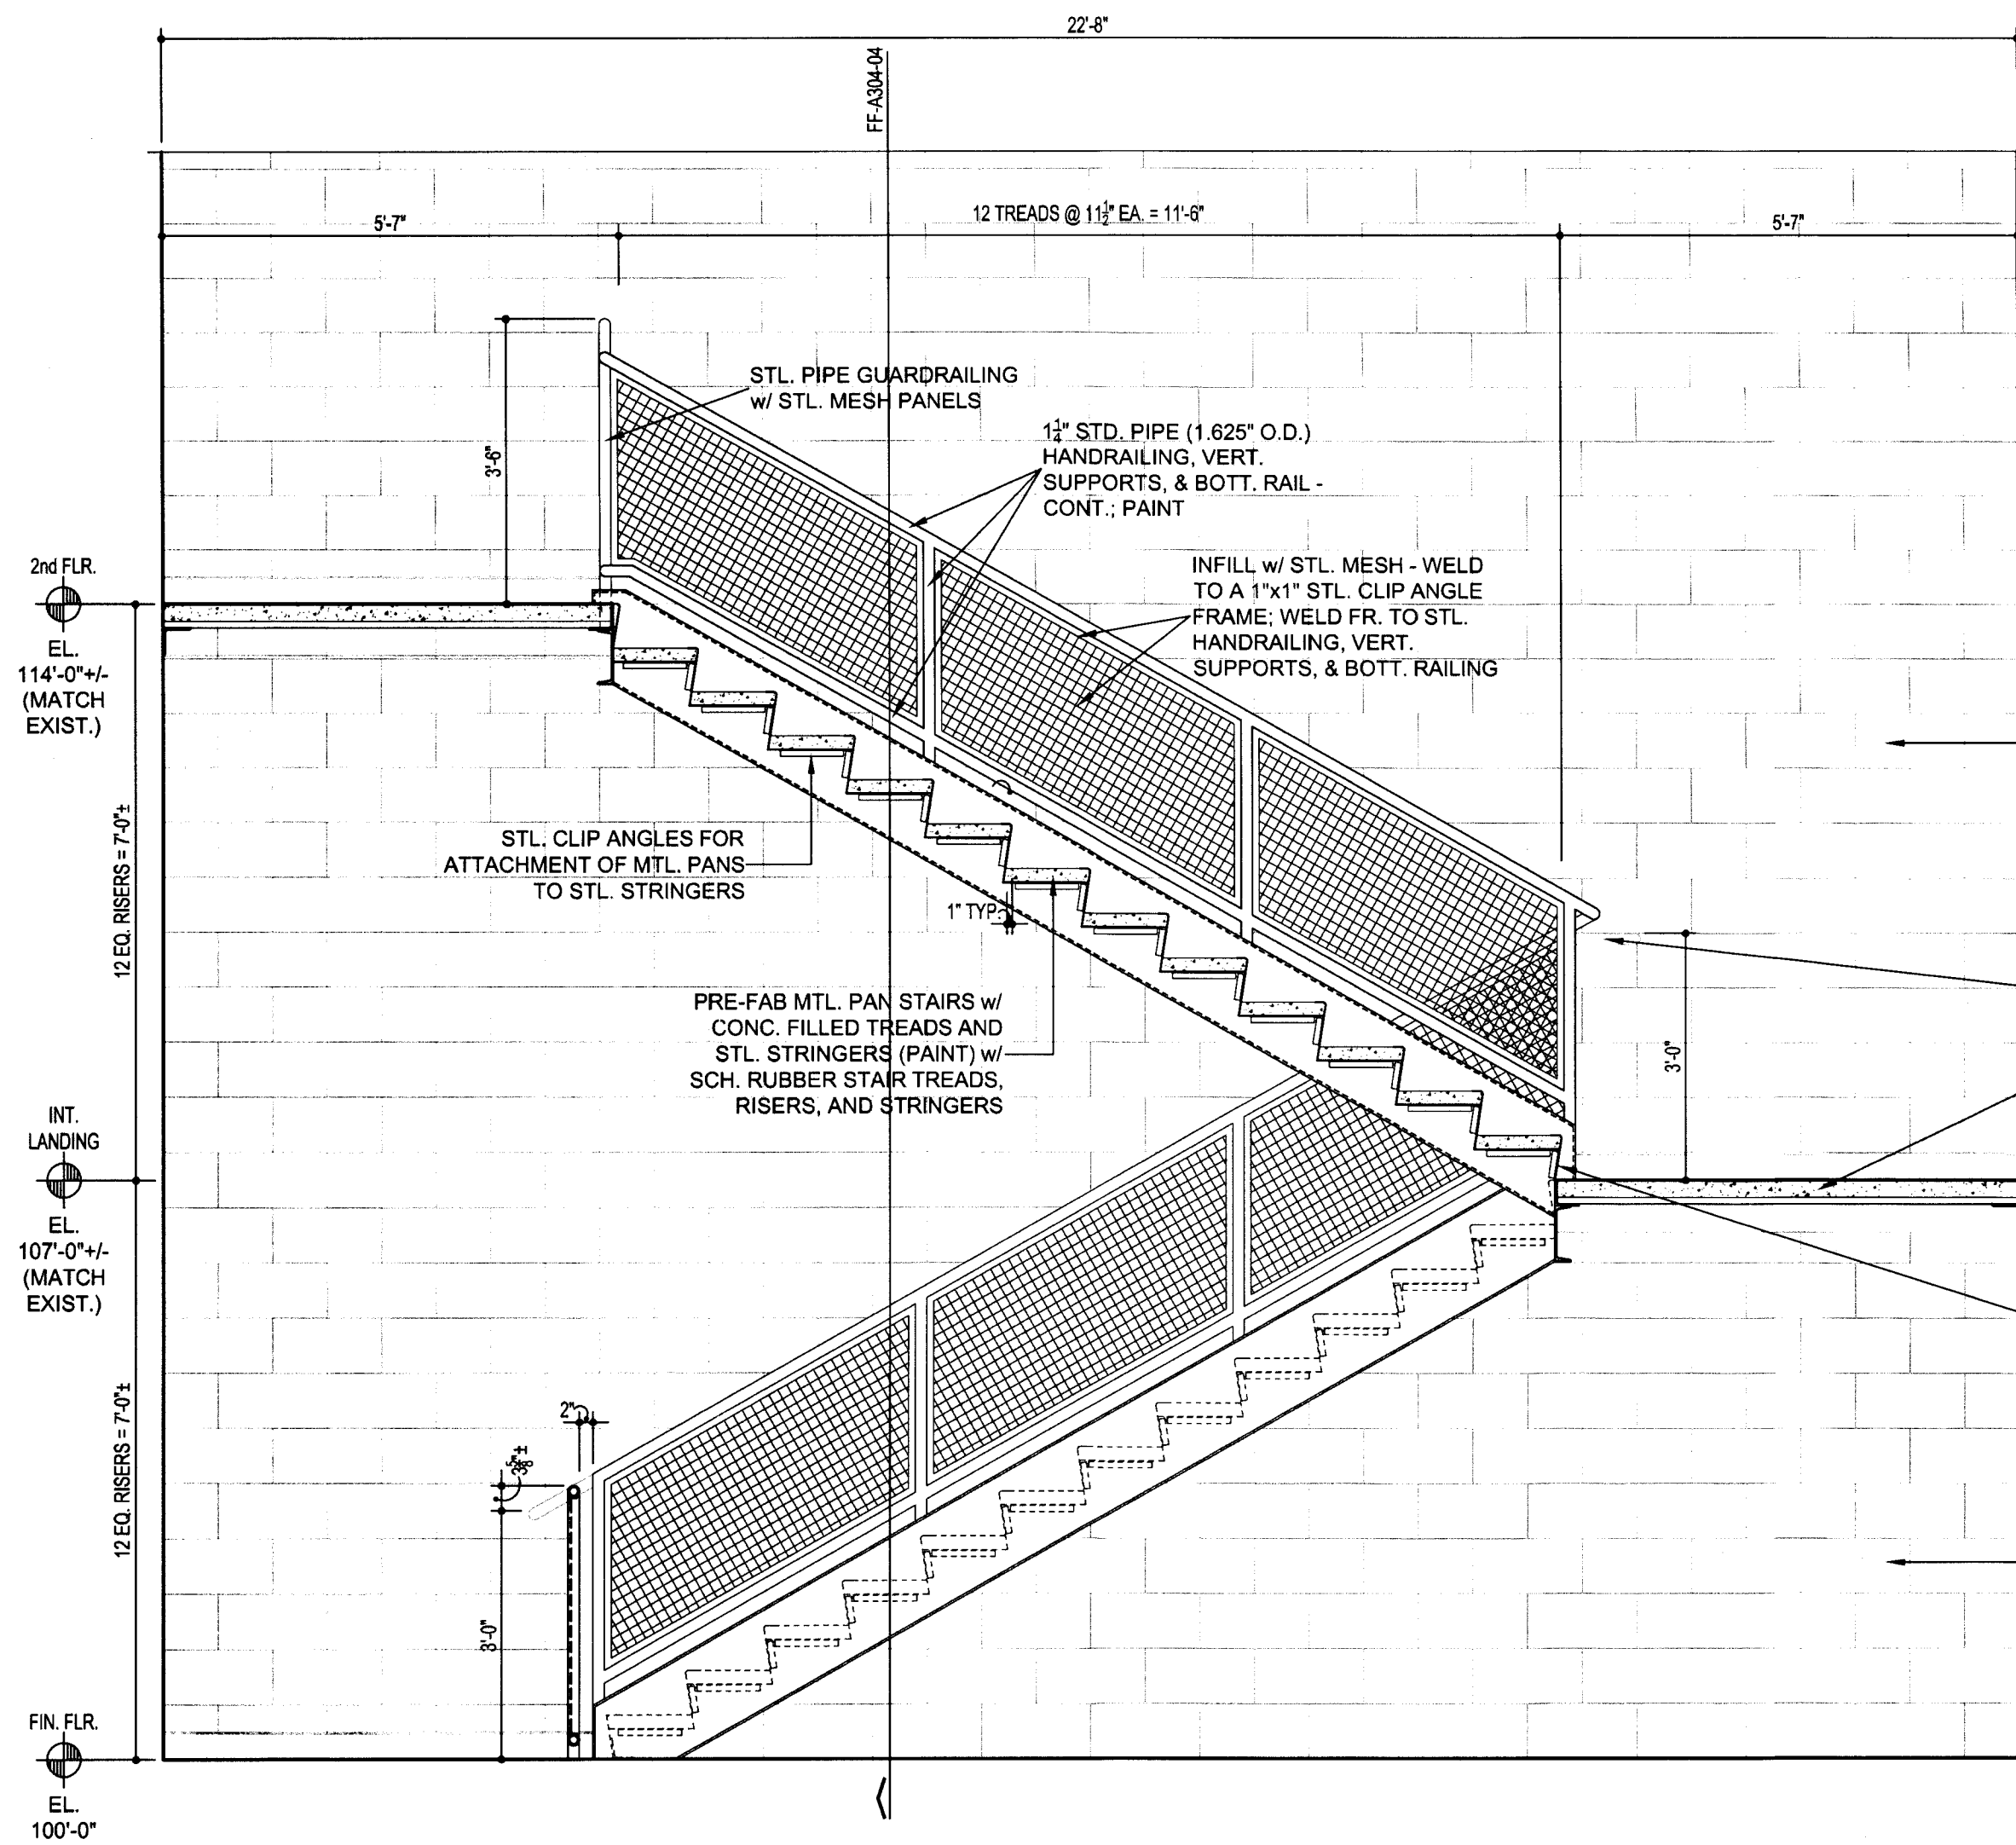 22'-8"
FF-A304-04
5'-7"
12 TREADS @ 11½" EA. = 11'-6"
5'-7"
STL. PIPE GUARDRAILING
w/ STL. MESH PANELS
1¼" STD. PIPE (1.625" O.D.)
HANDRAILING, VERT.
SUPPORTS, & BOTT. RAIL -
CONT.; PAINT
3'-6"
INFILL w/ STL. MESH - WELD
TO A 1"x1" STL. CLIP ANGLE
FRAME; WELD FR. TO STL.
HANDRAILING, VERT.
SUPPORTS, & BOTT. RAILING
2nd FLR.
EL.
114'-0"+/-
(MATCH
EXIST.)
12 EQ. RISERS = 7'-0"±
STL. CLIP ANGLES FOR
ATTACHMENT OF MTL. PANS
TO STL. STRINGERS
1" TYP.
PRE-FAB MTL. PAN STAIRS w/
CONC. FILLED TREADS AND
STL. STRINGERS (PAINT) w/
SCH. RUBBER STAIR TREADS,
RISERS, AND STRINGERS
3'-0"
INT.
LANDING
EL.
107'-0"+/-
(MATCH
EXIST.)
12 EQ. RISERS = 7'-0"±
2"
3⅝"±
3'-0"
FIN. FLR.
EL.
100'-0"